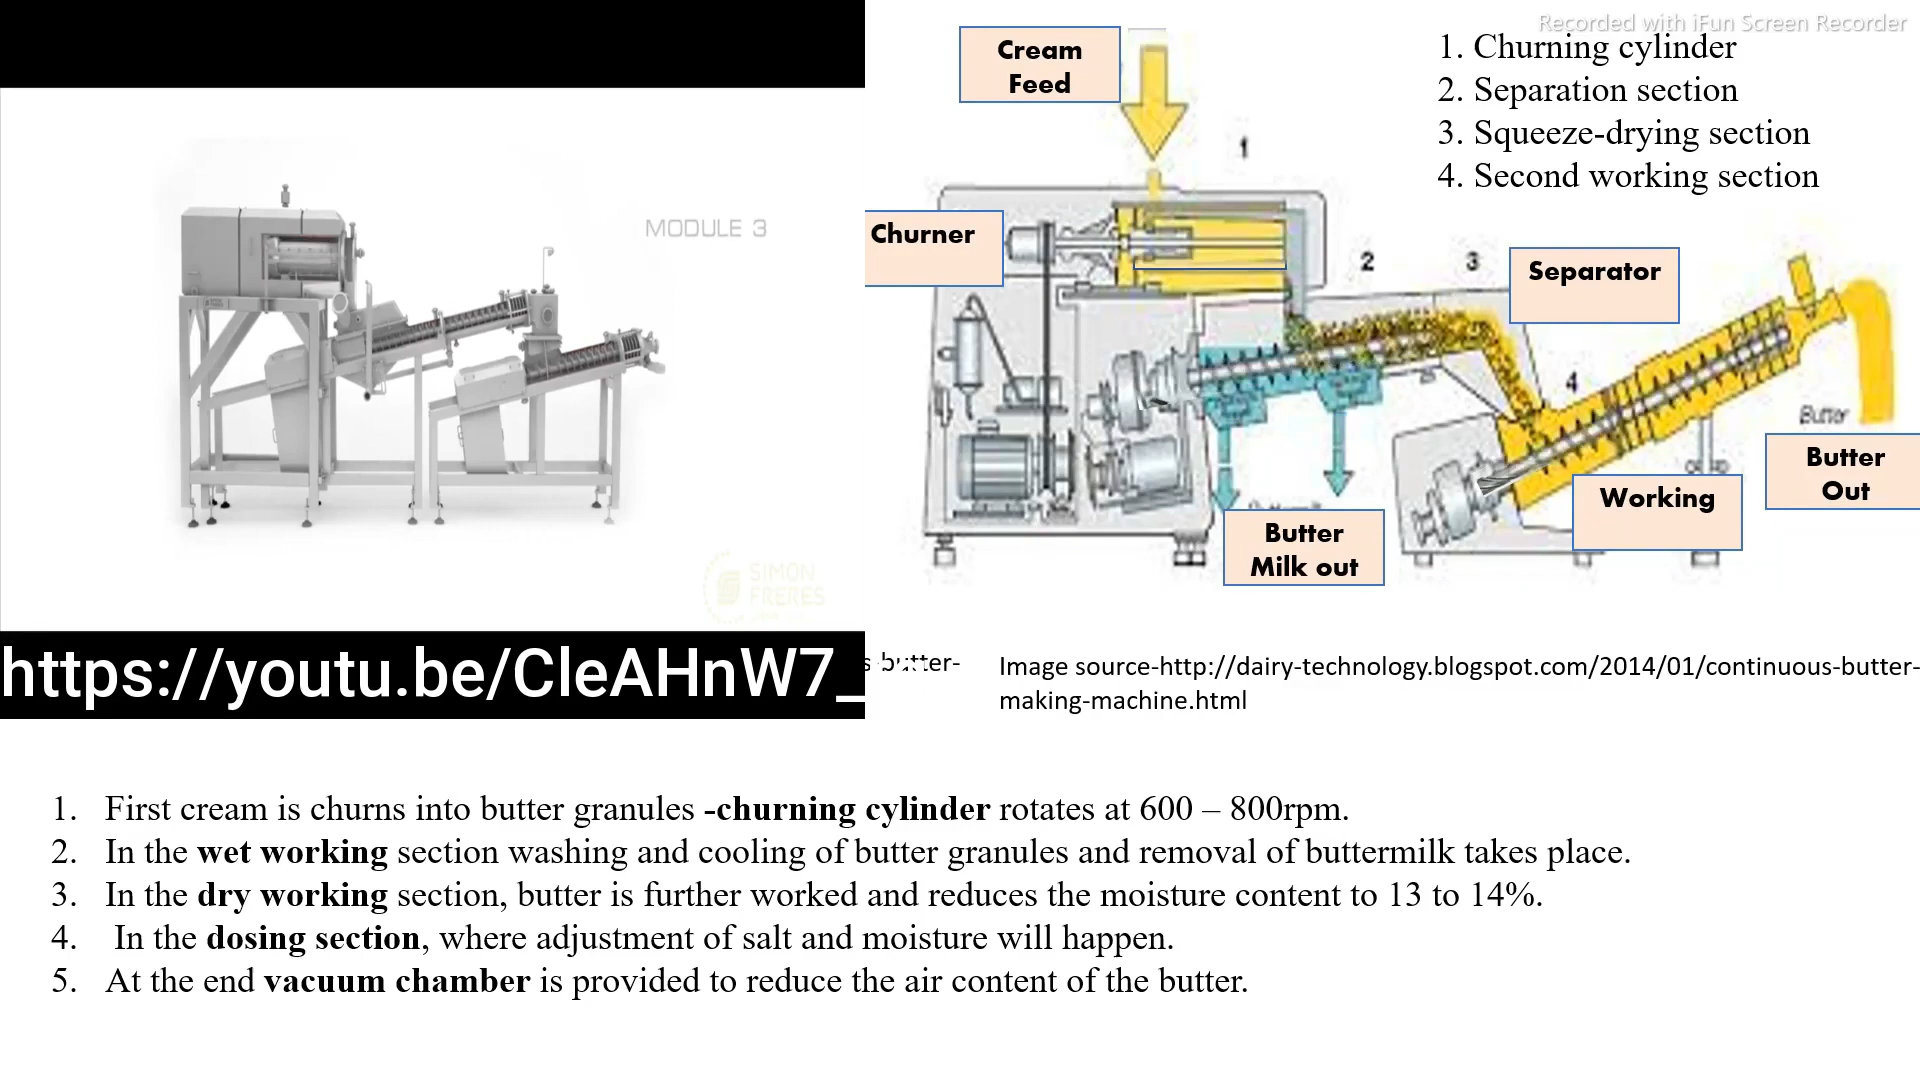 Recorded with iFun Screen Recorder
Cream
Feed
1. Churning cylinder
2. Separation section
3. Squeeze-drying section
4. Second working section
1
Churner
MODULE 3
2
3
Separator
4
Butter
Butter
Out
Working
Butter
Milk out
SIMON
FRERES
https://youtu.be/CleAHnW7_
s-butter-
Image source-http://dairy-technology.blogspot.com/2014/01/continuous-butter-
making-machine.html
1. First cream is churns into butter granules -churning cylinder rotates at 600 – 800rpm.
2. In the wet working section washing and cooling of butter granules and removal of buttermilk takes place.
3. In the dry working section, butter is further worked and reduces the moisture content to 13 to 14%.
4. In the dosing section, where adjustment of salt and moisture will happen.
5. At the end vacuum chamber is provided to reduce the air content of the butter.